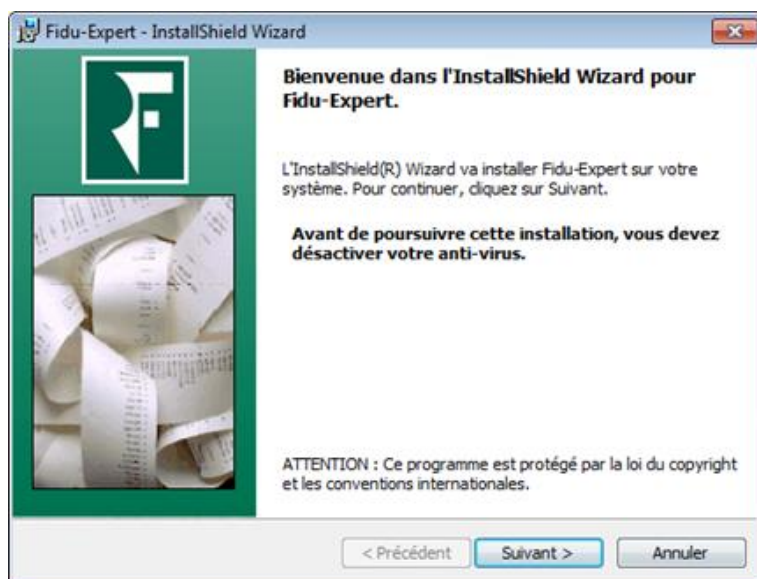 Fidu-Expert - InstallShield Wizard
Bienvenue dans l'InstallShield Wizard pour
Fidu-Expert.
L'InstallShield(R) Wizard va installer Fidu-Expert sur votre
système. Pour continuer, cliquez sur Suivant.
Avant de poursuivre cette installation, vous devez
désactiver votre anti-virus.
ATTENTION : Ce programme est protégé par la loi du copyright
et les conventions internationales.
< Précédent
Suivant >
Annuler